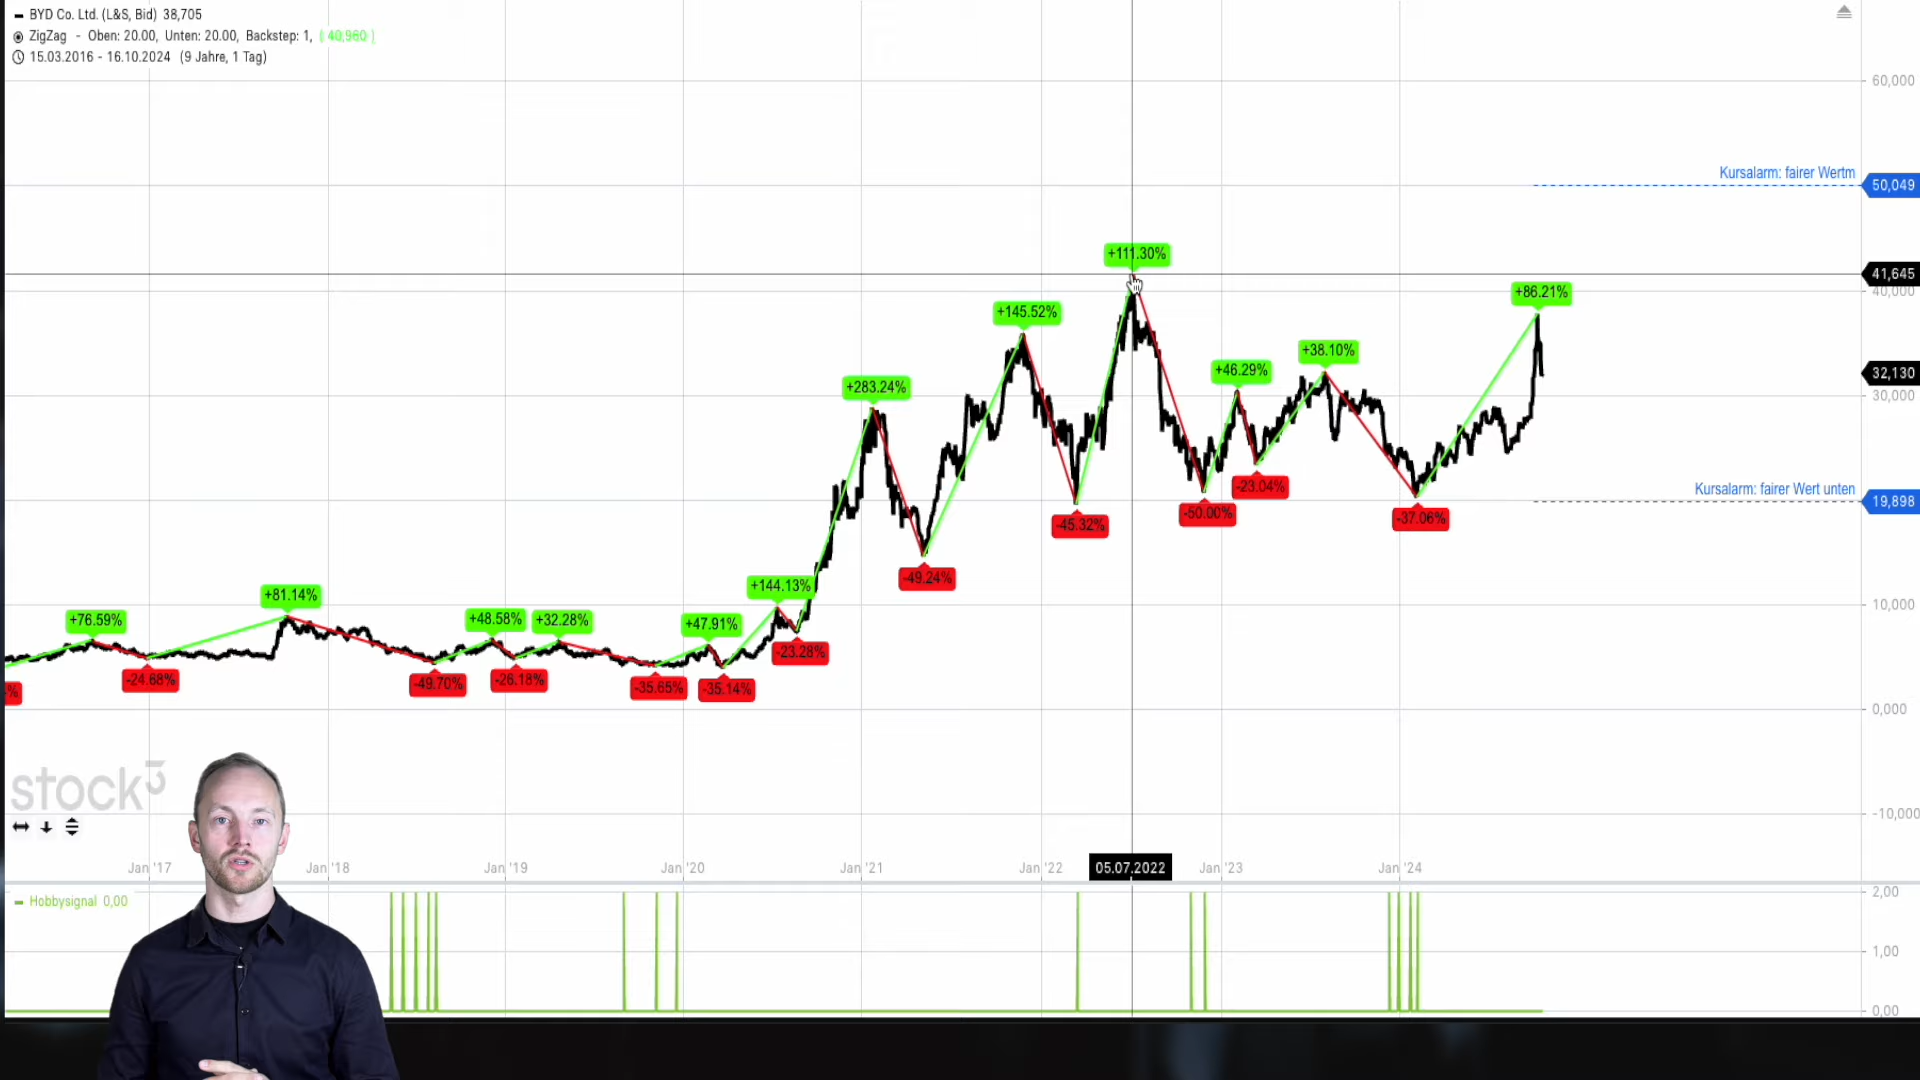 BYD Co. Ltd. (L&S, Bid) 38,705
ZigZag - Oben: 20.00, Unten: 20.00, Backstep: 1, ( 40,960 )
15.03.2016 - 16.10.2024 (9 Jahre, 1 Tag)
60,000
Kursalarm: fairer Wertm
50,049
+111.30%
41,645
40,000
+86.21%
+145.52%
+38.10%
+46.29%
32,130
+283.24%
30,000
Kursalarm: fairer Wert unten
19,898
-23.04%
-50.00%
-37.06%
-45.32%
-49.24%
+144.13%
+81.14%
10,000
+76.59%
+48.58%
+32.28%
+47.91%
-23.28%
-24.68%
-49.70%
-26.18%
-35.65%
-35.14%
%
0,000
stock3
-10,000
Jan '17
Jan '18
Jan '19
Jan '20
Jan '21
Jan '22
05.07.2022
Jan '23
Jan '24
Hobbysignal 0,00
2,00
1,00
0,00